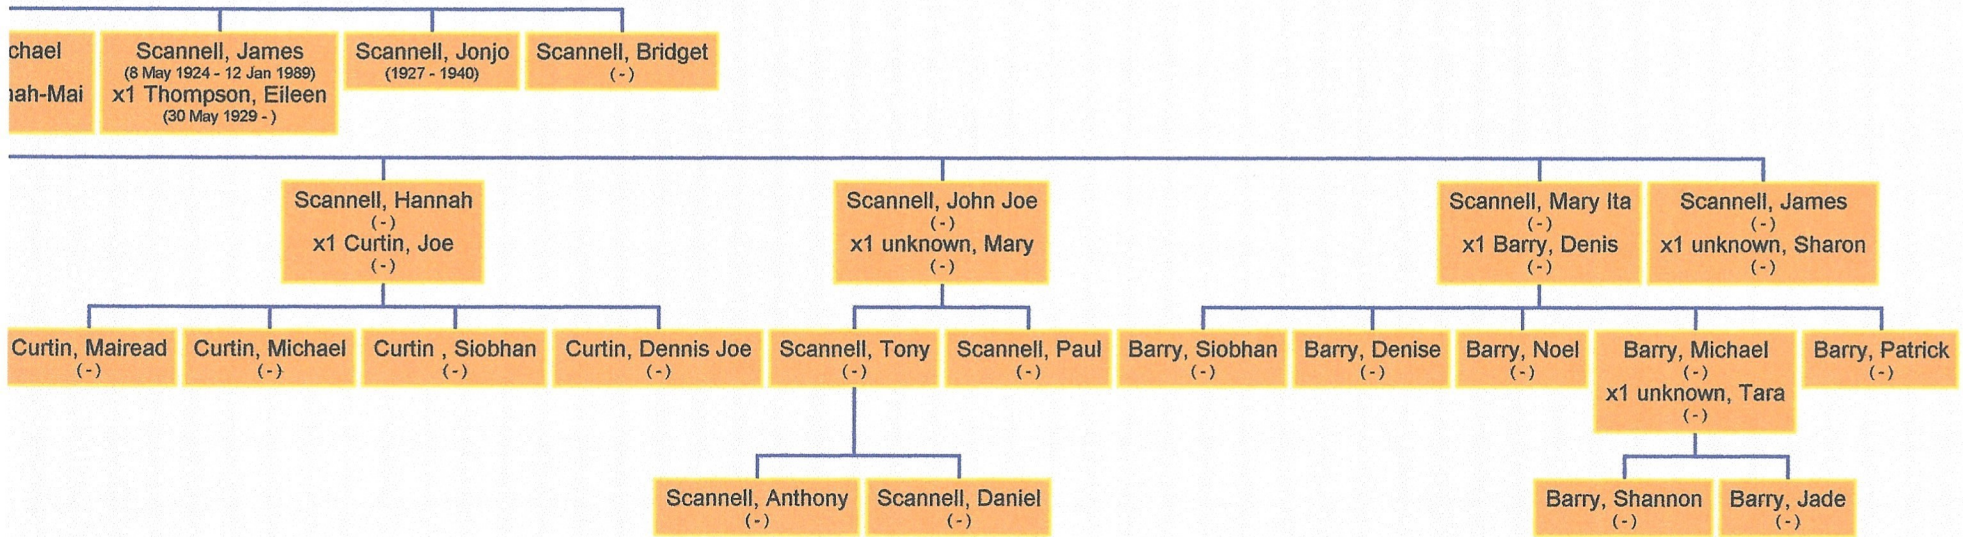 chael
nah-Mai
Scannell, James
(8 May 1924 - 12 Jan 1989)
x1 Thompson, Eileen
(30 May 1929 - )
Scannell, Jonjo
(1927 - 1940)
Scannell, Bridget
( - )
Scannell, Hannah
( - )
x1 Curtin, Joe
( - )
Scannell, John Joe
( - )
x1 unknown, Mary
( - )
Scannell, Mary Ita
( - )
x1 Barry, Denis
( - )
Scannell, James
( - )
x1 unknown, Sharon
( - )
Curtin, Mairead
( - )
Curtin, Michael
( - )
Curtin , Siobhan
( - )
Curtin, Dennis Joe
( - )
Scannell, Tony
( - )
Scannell, Paul
( - )
Barry, Siobhan
( - )
Barry, Denise
( - )
Barry, Noel
( - )
Barry, Michael
( - )
x1 unknown, Tara
( - )
Barry, Patrick
( - )
Scannell, Anthony
( - )
Scannell, Daniel
( - )
Barry, Shannon
( - )
Barry, Jade
( - )